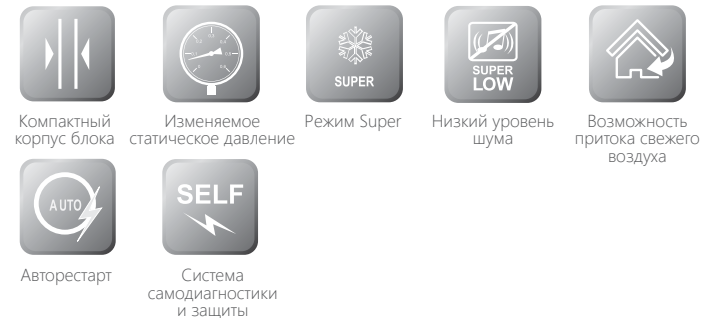 SUPER
SUPER
LOW
Компактный
корпус блока
Изменяемое
статическое давление
Режим Super
Низкий уровень
шума
Возможность
притока свежего
воздуха
AUTO
SELF
Авторестарт
Система
самодиагностики
и защиты